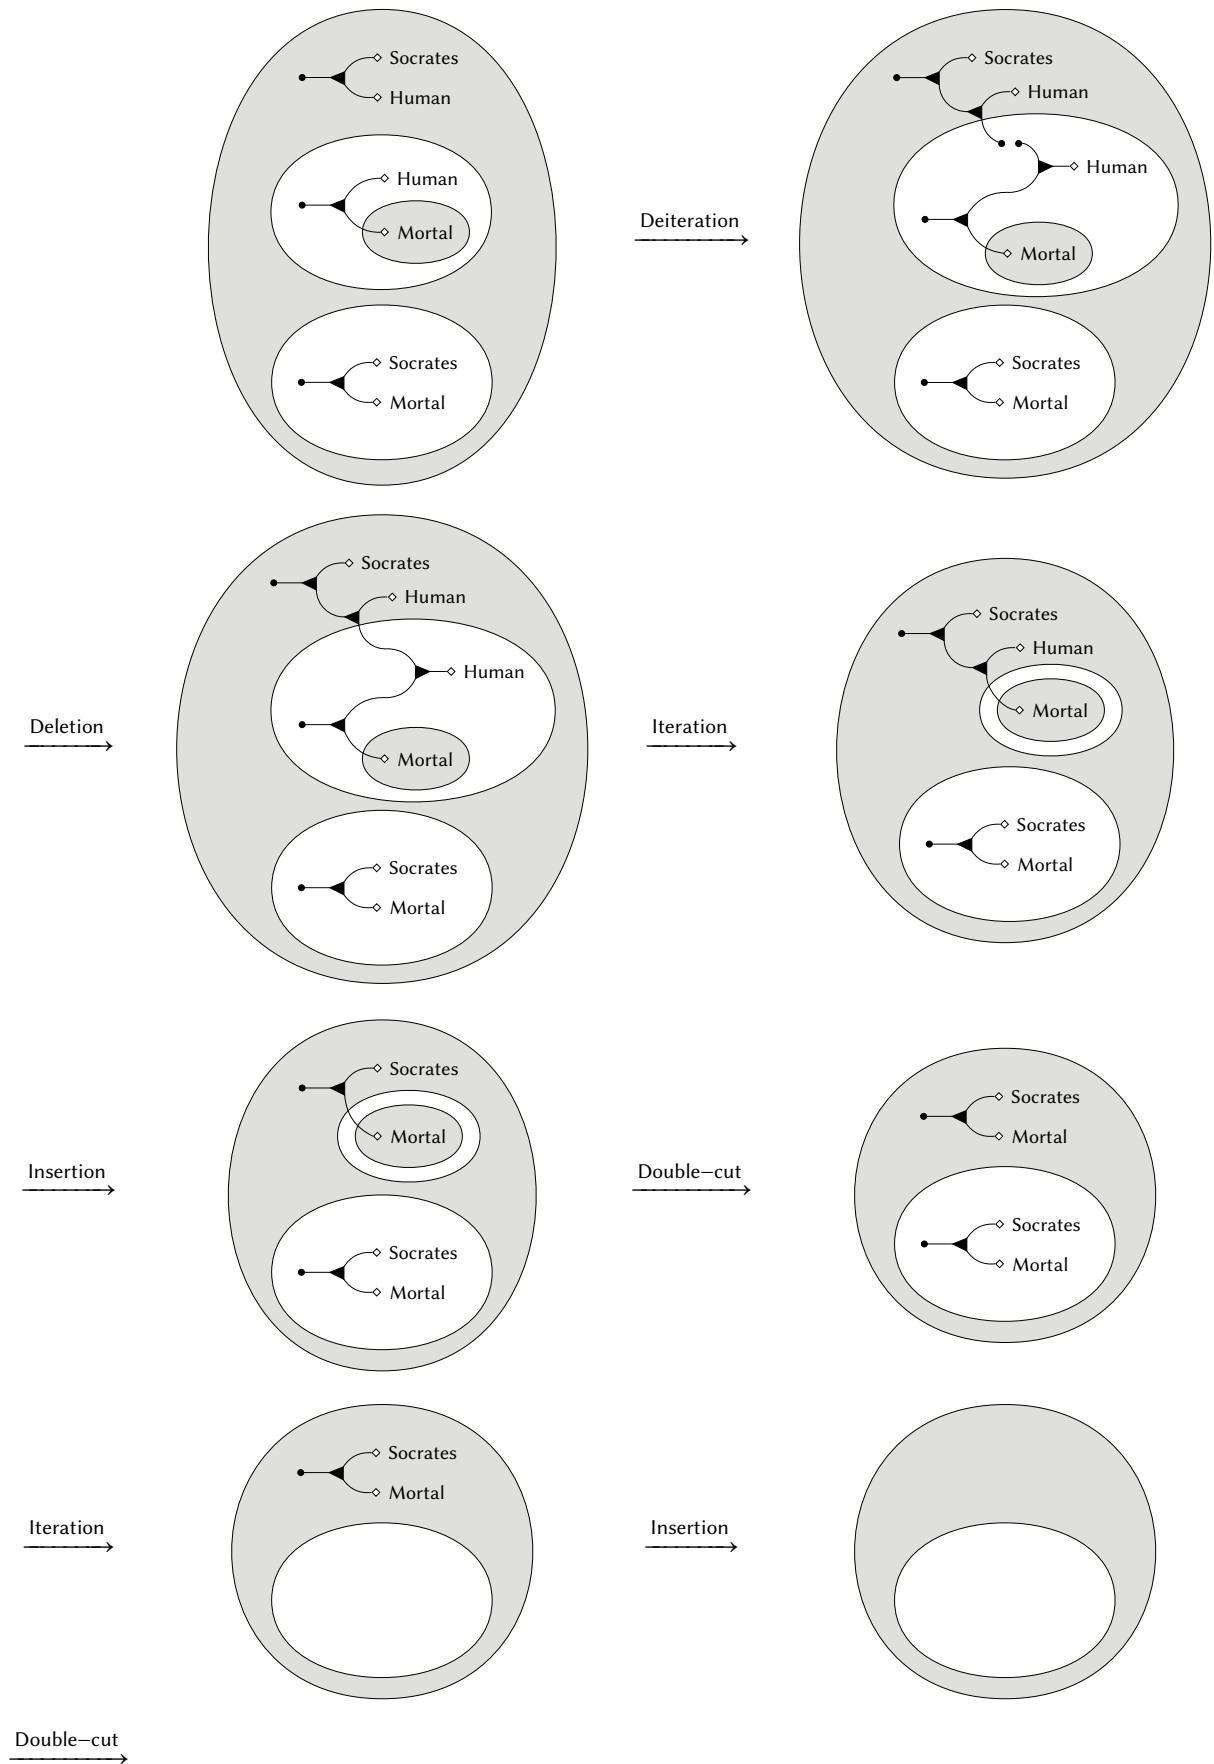 Socrates
Human
Human
Mortal
Socrates
Mortal
Deiteration
Socrates
Human
Human
Mortal
Socrates
Mortal
Deletion
Socrates
Human
Human
Mortal
Socrates
Mortal
Iteration
Socrates
Human
Mortal
Socrates
Mortal
Insertion
Socrates
Mortal
Socrates
Mortal
Double–cut
Socrates
Mortal
Socrates
Mortal
Iteration
Socrates
Mortal
Insertion
Double–cut